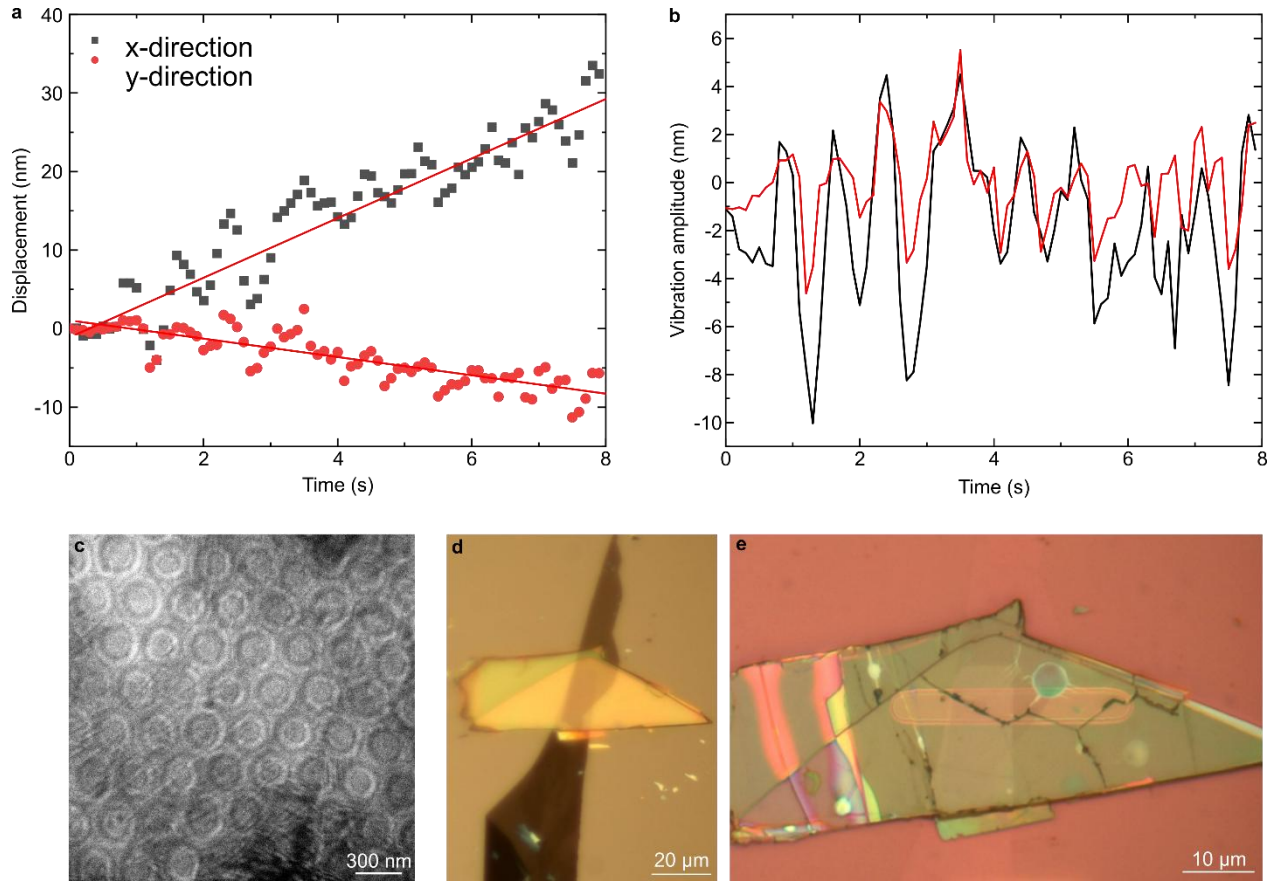 a
40
30
20
10
0
-10
Displacement (nm)
x-direction
y-direction
0
2
4
6
8
Time (s)
b
6
4
2
0
-2
-4
-6
-8
-10
Vibration amplitude (nm)
0
2
4
6
8
Time (s)
c
300 nm
d
20 µm
e
10 µm